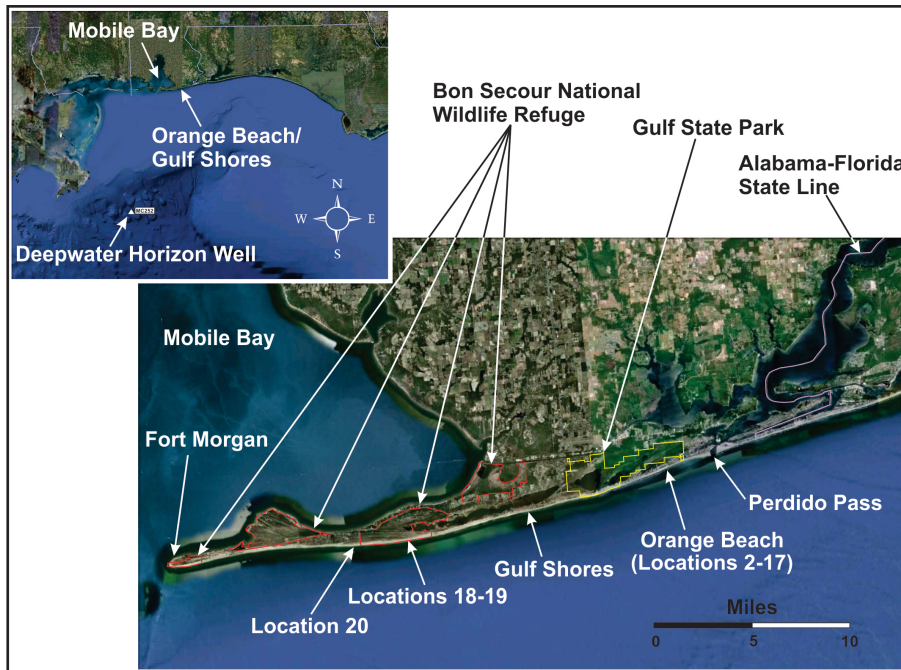 Mobile Bay
Orange Beach/
Gulf Shores
N
W
E
S
MC252
Deepwater Horizon Well
Bon Secour National
Wildlife Refuge
Gulf State Park
Alabama-Florida
State Line
Mobile Bay
Fort Morgan
Perdido Pass
Orange Beach
(Locations 2-17)
Gulf Shores
Locations 18-19
Location 20
Miles
0
5
10